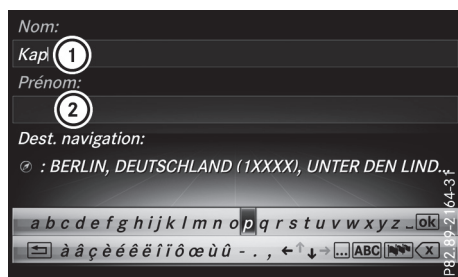 Nom:
Kap 1
Prénom:
2
Dest. navigation:
: BERLIN, DEUTSCHLAND (1XXXX), UNTER DEN LIND...
a b c d e f g h i j k l m n o p q r s t u v w x y z _ ok
à â ç è é ê ë î ï ô œ ù û - . , ←↑↓→ ... ABC X
P82.89-2164-31